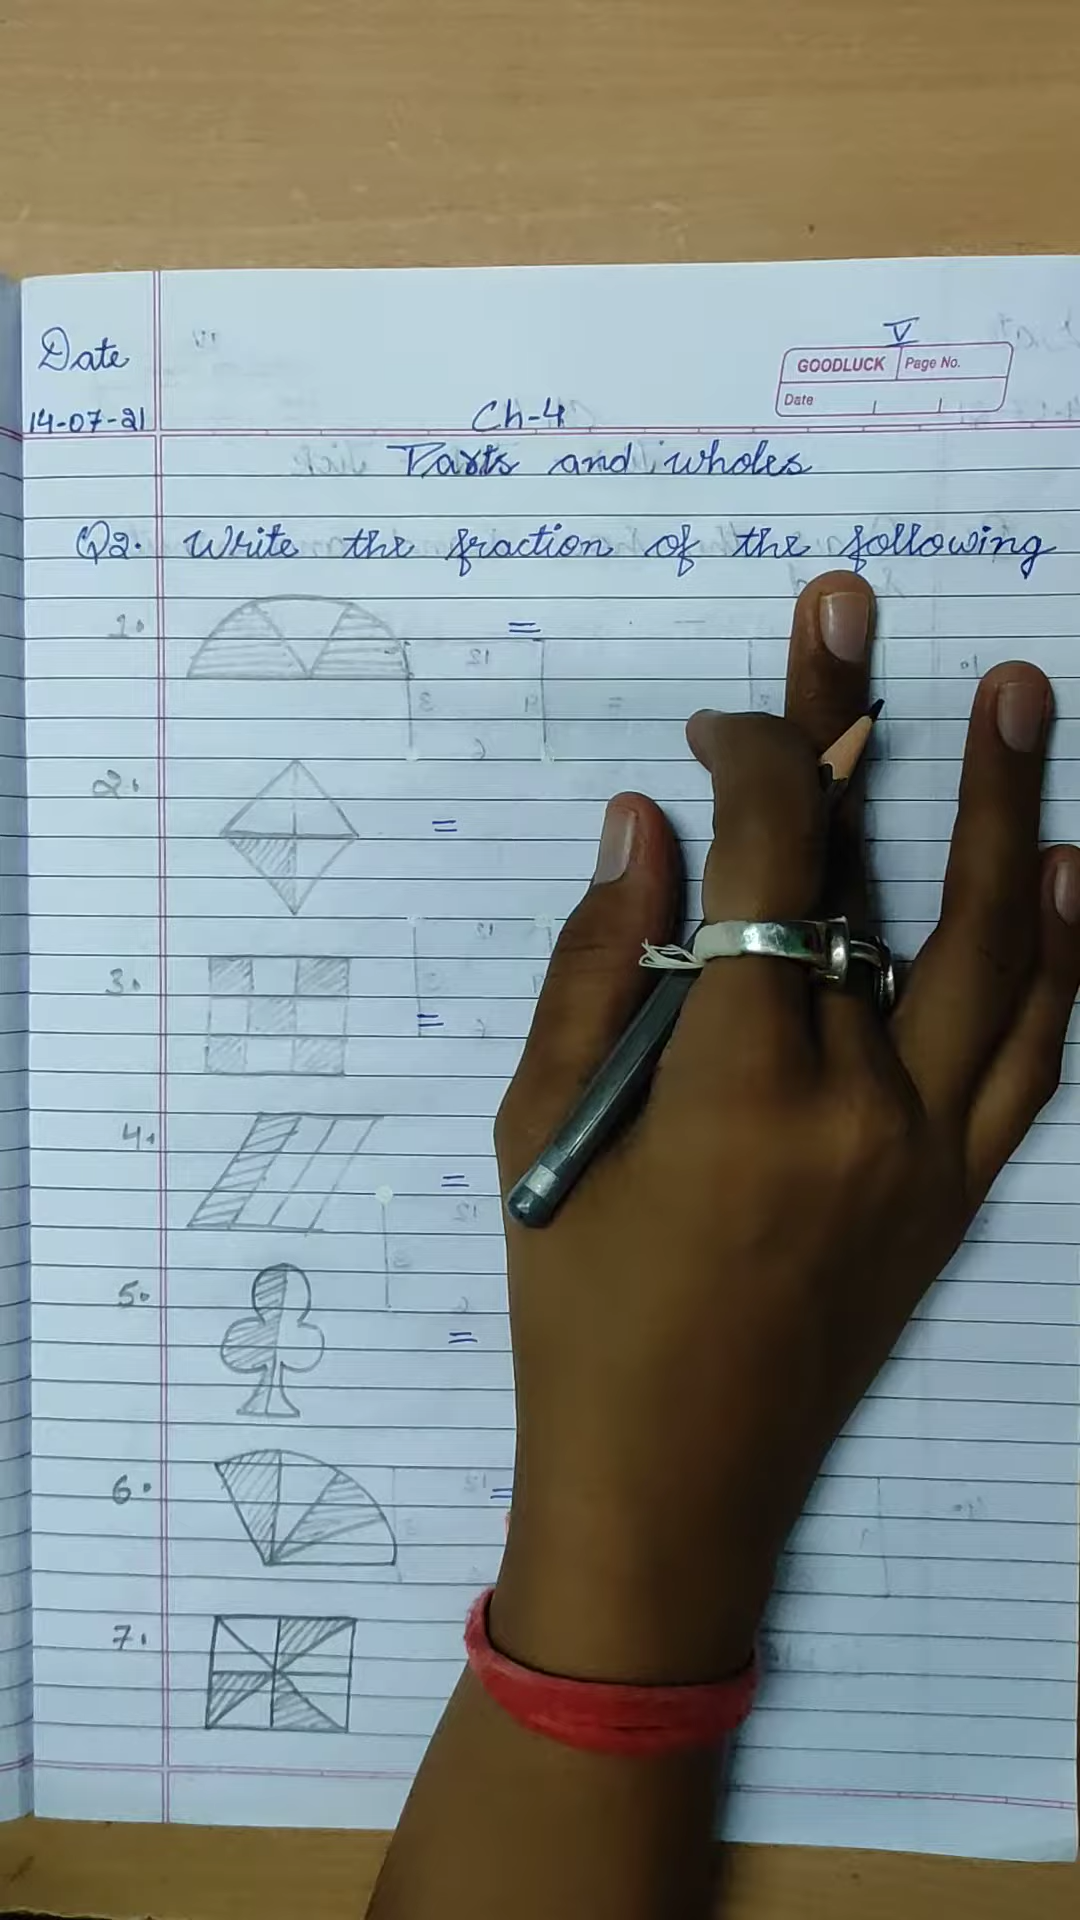 Date
V
GOODLUCK Page No.
Date
14-07-21
Ch-4
Parts and wholes
Q2. Write the fraction of the following
1. =
2. =
3. =
4. =
5. =
6. =
7.